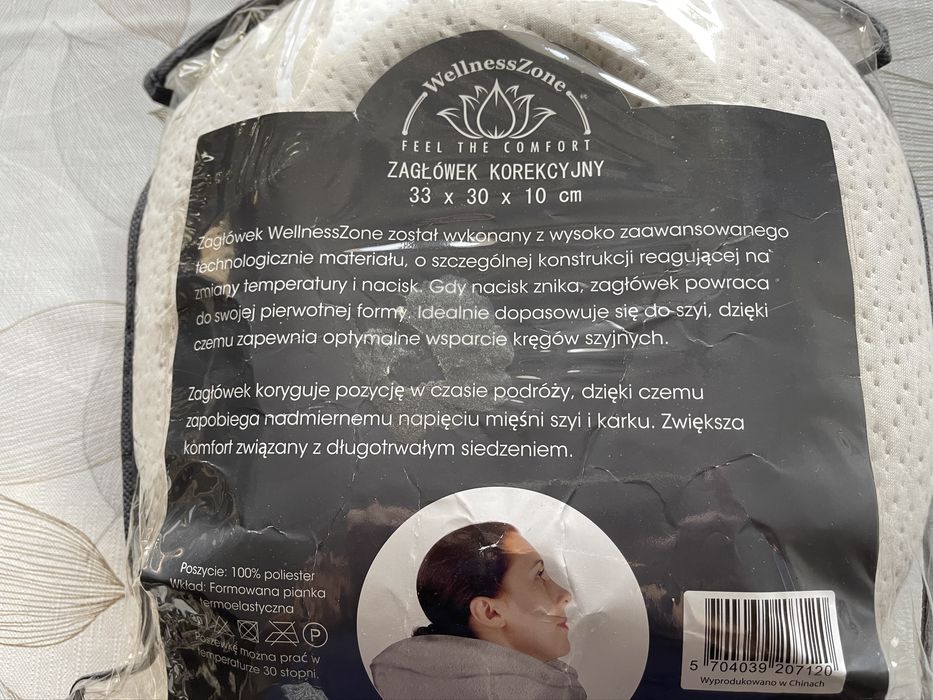 WellnessZone
FEEL THE COMFORT
ZAGŁÓWEK KOREKCYJNY
33 x 30 x 10 cm
Zagłówek WellnessZone został wykonany z wysoko zaawansowanego
technologicznie materiału, o szczególnej konstrukcji reagującej na
zmiany temperatury i nacisk. Gdy nacisk znika, zagłówek powraca
do swojej pierwotnej formy. Idealnie dopasowuje się do szyi, dzięki
czemu zapewnia optymalne wsparcie kręgów szyjnych.
Zagłówek koryguje pozycję w czasie podróży, dzięki czemu
zapobiega nadmiernemu napięciu mięśni szyi i karku. Zwiększa
komfort związany z długotrwałym siedzeniem.
Poszycie: 100% poliester
Wkład: Formowana pianka
termoelastyczna
P
Poszewkę można prać w
temperaturze 30 stopni.
5 704039 207120
Wyprodukowano w Chinach